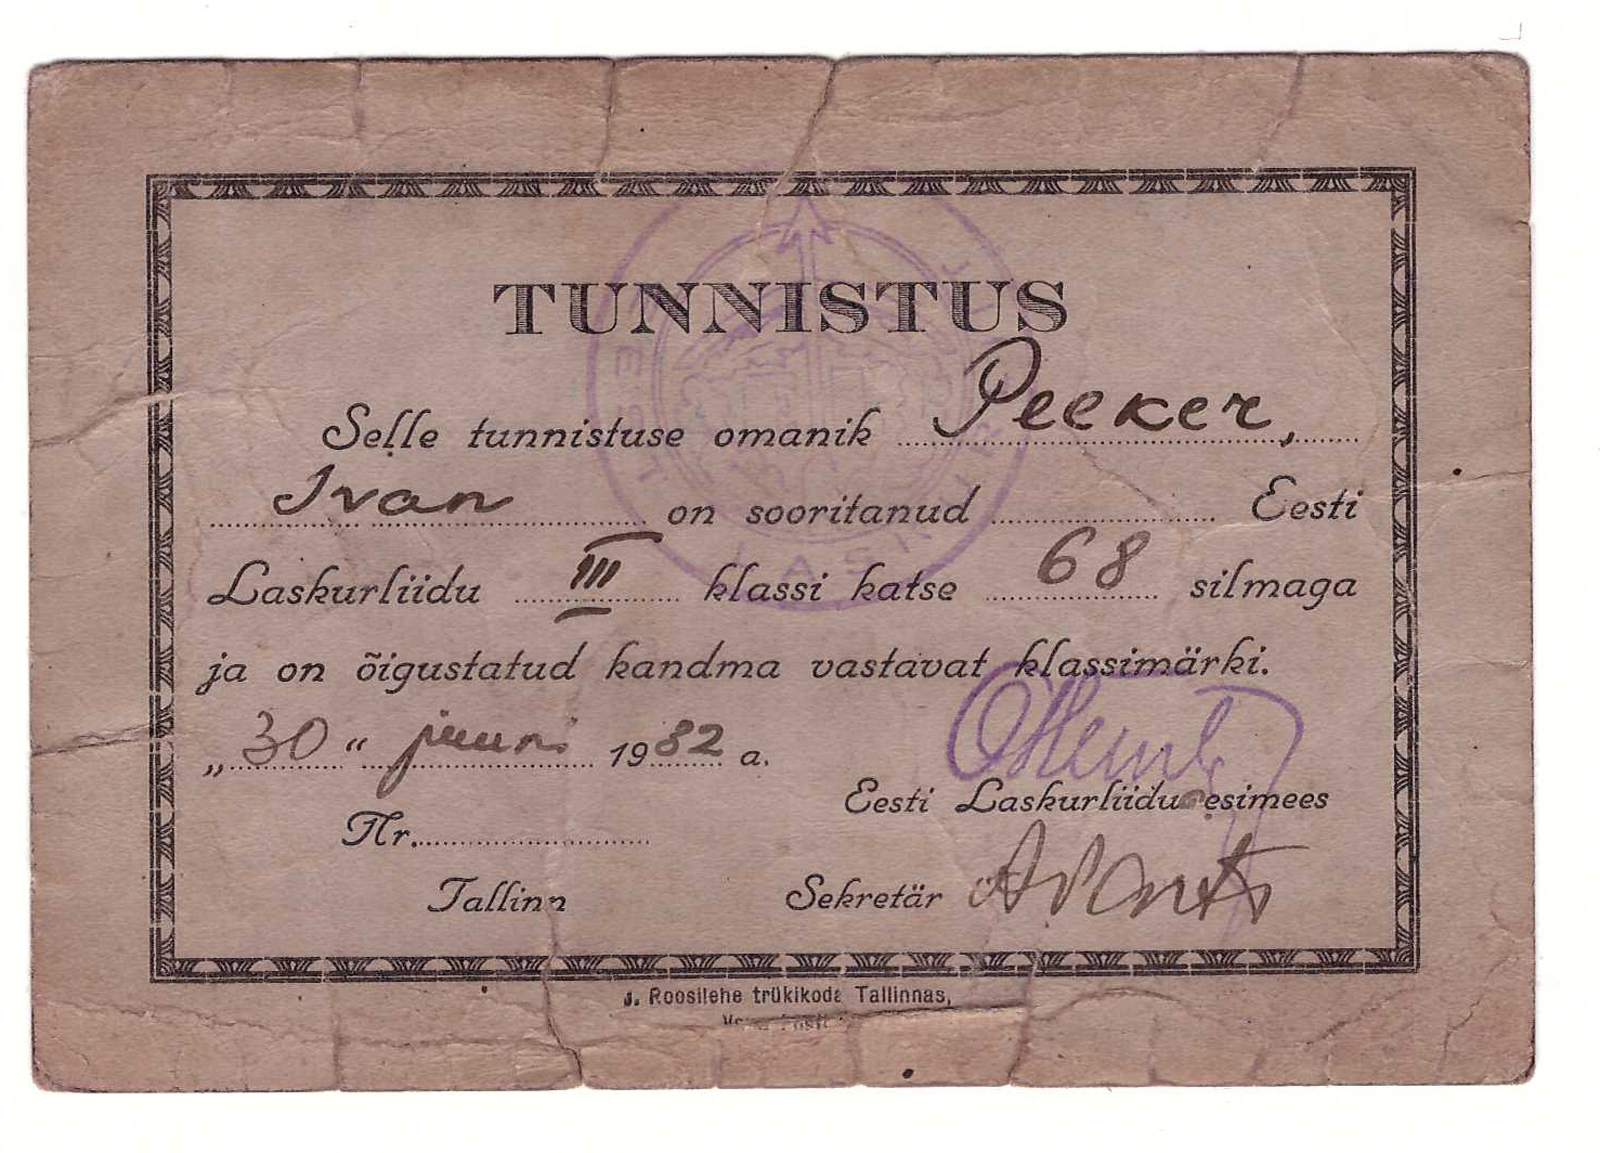 TUNNISTUS
Selle tunnistuse omanik Peeker,
Ivan on sooritanud Eesti
Laskurliidu III klassi katse 68 silmaga
ja on õigustatud kandma vastavat klassimärki.
„30“ juuni 1932 a.
Eesti Laskurliidu esimees
Nr.
Tallinn Sekretär
J. Roosilehe trükikoda Tallinnas,